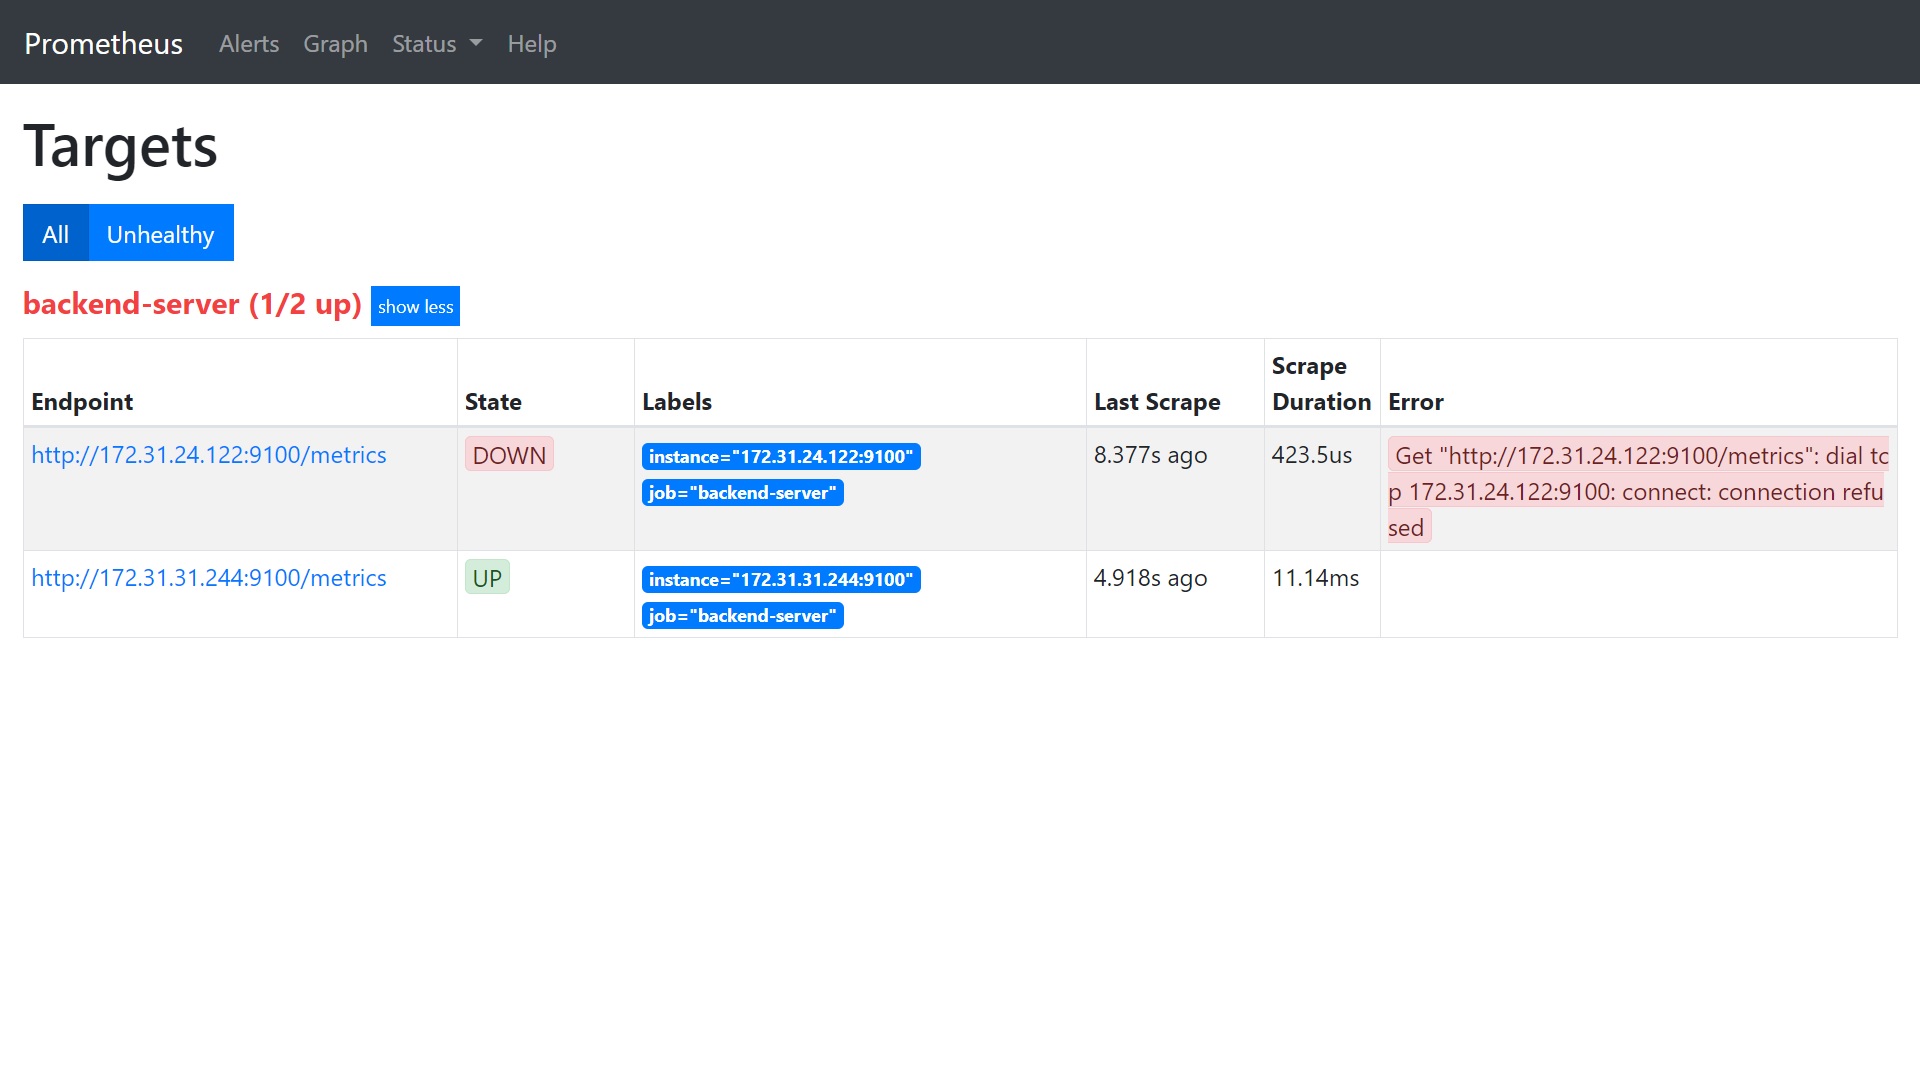 Prometheus Alerts Graph Status Help
Targets
All Unhealthy
backend-server (1/2 up) show less
Endpoint State Labels Last Scrape Scrape Duration Error
http://172.31.24.122:9100/metrics DOWN instance="172.31.24.122:9100" 8.377s ago 423.5us Get "http://172.31.24.122:9100/metrics": dial tc
job="backend-server" p 172.31.24.122:9100: connect: connection refu
sed
http://172.31.31.244:9100/metrics UP instance="172.31.31.244:9100" 4.918s ago 11.14ms
job="backend-server"